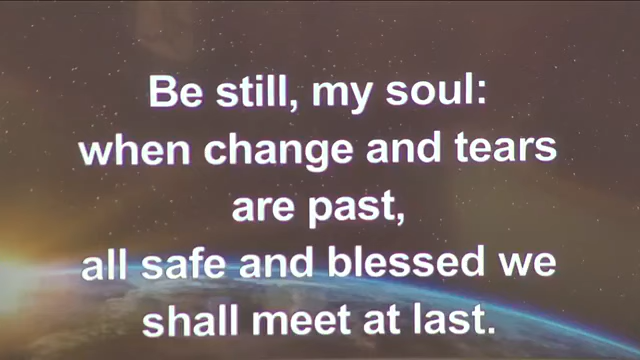 Be still, my soul:
when change and tears
are past,
all safe and blessed we
shall meet at last.